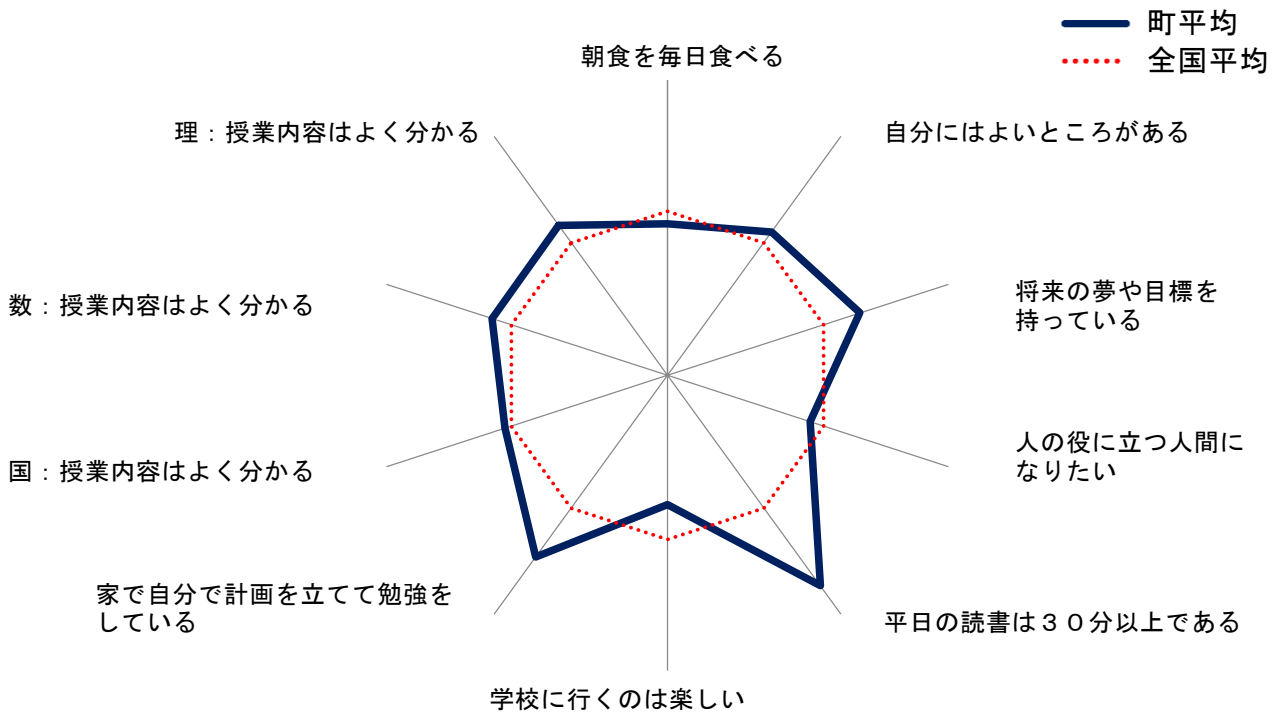 町平均
全国平均
朝食を毎日食べる
自分にはよいところがある
将来の夢や目標を
持っている
人の役に立つ人間に
なりたい
平日の読書は３０分以上である
学校に行くのは楽しい
家で自分で計画を立てて勉強を
している
国：授業内容はよく分かる
数：授業内容はよく分かる
理：授業内容はよく分かる